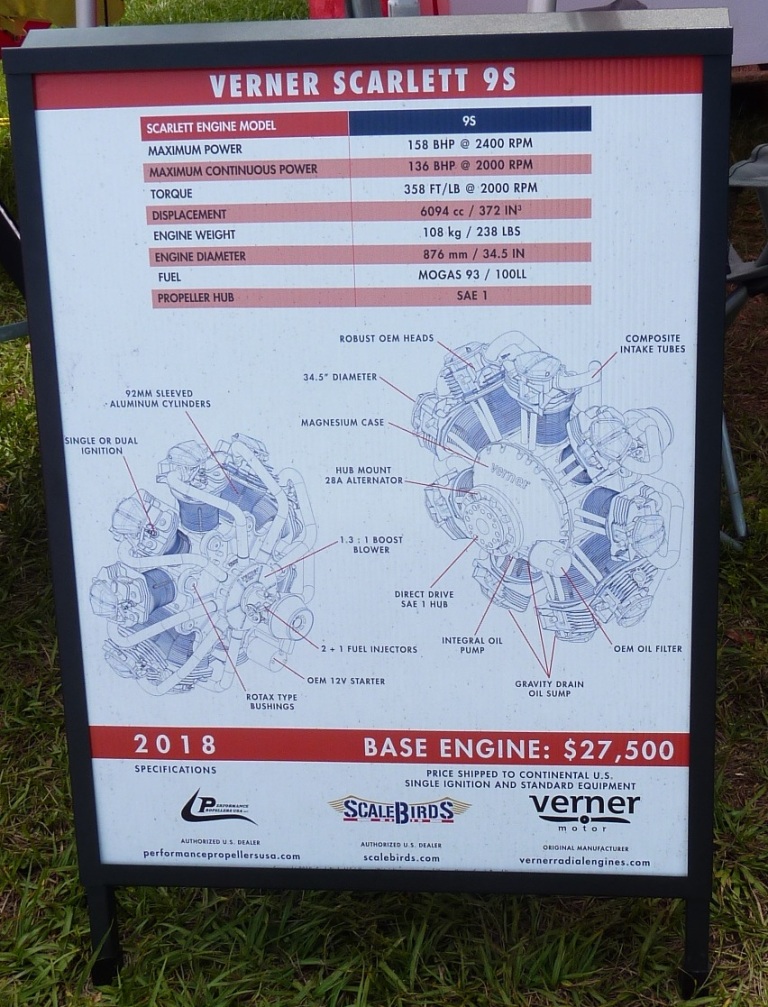 VERNER SCARLETT 9S
SCARLETT ENGINE MODEL 9S
MAXIMUM POWER 158 BHP @ 2400 RPM
MAXIMUM CONTINUOUS POWER 136 BHP @ 2000 RPM
TORQUE 358 FT/LB @ 2000 RPM
DISPLACEMENT 6094 cc / 372 IN³
ENGINE WEIGHT 108 kg / 238 LBS
ENGINE DIAMETER 876 mm / 34.5 IN
FUEL MOGAS 93 / 100LL
PROPELLER HUB SAE 1
ROBUST OEM HEADS
COMPOSITE
INTAKE TUBES
34.5" DIAMETER
92MM SLEEVED
ALUMINUM CYLINDERS
MAGNESIUM CASE
SINGLE OR DUAL
IGNITION
verner
HUB MOUNT
28A ALTERNATOR
1.3 : 1 BOOST
BLOWER
DIRECT DRIVE
SAE 1 HUB
INTEGRAL OIL
PUMP
OEM OIL FILTER
2 + 1 FUEL INJECTORS
OEM 12V STARTER
GRAVITY DRAIN
OIL SUMP
ROTAX TYPE
BUSHINGS
2018 BASE ENGINE: $27,500
SPECIFICATIONS
PRICE SHIPPED TO CONTINENTAL U.S.
SINGLE IGNITION AND STANDARD EQUIPMENT
PERFORMANCE
PROPELLERS USA
SCALEBIRDS
verner
motor
AUTHORIZED U.S. DEALER
performancepropellersusa.com
AUTHORIZED U.S. DEALER
scalebirds.com
ORIGINAL MANUFACTURER
vernerradialengines.com